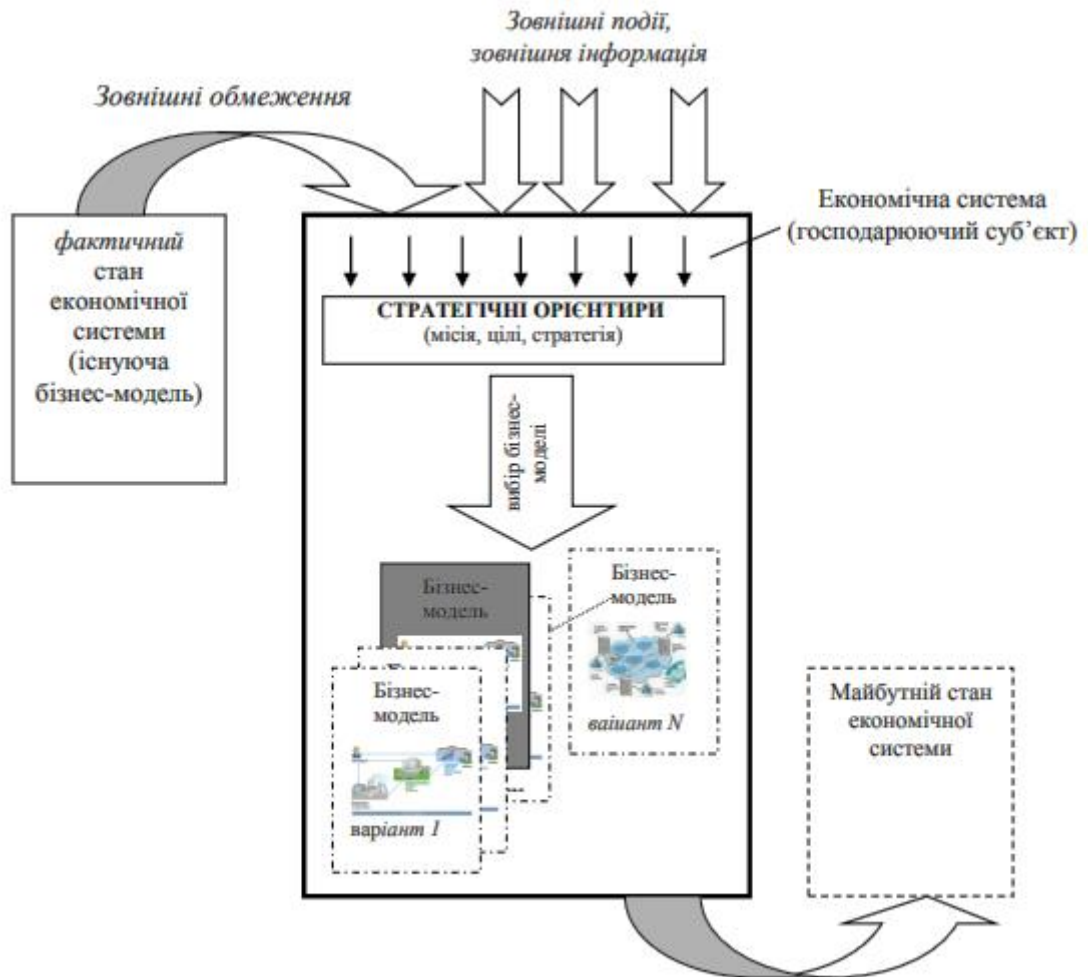 Зовнішні події,
зовнішня інформація
Зовнішні обмеження
фактичний
стан
економічної
системи
(існуюча
бізнес-модель)
Економічна система
(господарюючий суб’єкт)
СТРАТЕГІЧНІ ОРІЄНТИРИ
(місія, цілі, стратегія)
вибір бізнес-
моделі
Бізнес-
модель
Бізнес-
модель
ваіиант N
Бізнес-
модель
варіант 1
Майбутній стан
економічної
системи